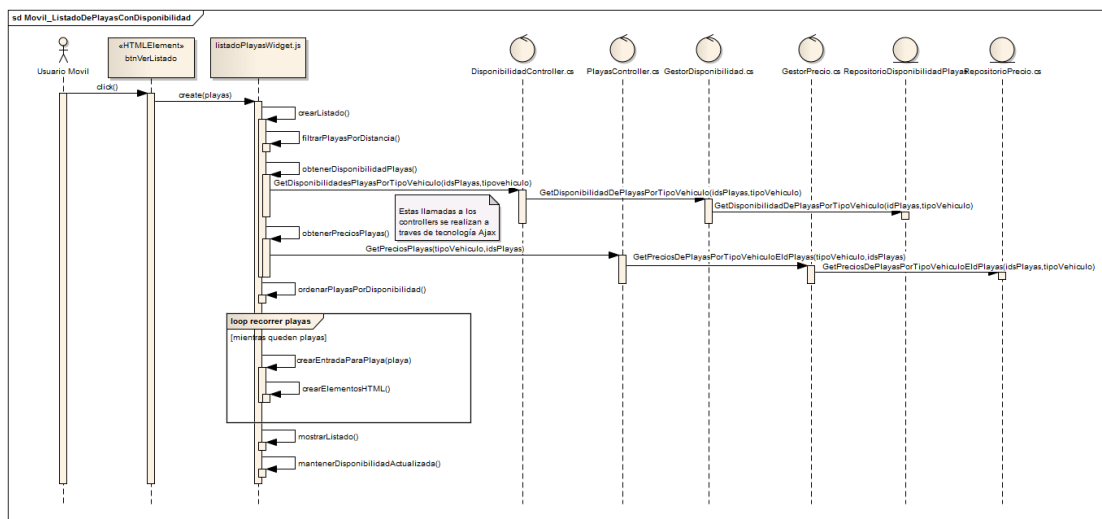 sd Movil_ListadoDePlayasConDisponibilidad
«HTMLElement»
btnVerListado
listadoPlayasWidget.js
Usuario Movil
DisponibilidadController.cs
PlayasController.cs
GestorDisponibilidad.cs
GestorPrecio.cs
RepositorioDisponibilidadPlayas
RepositorioPrecio.cs
click()
create(playas)
crearListado()
filtrarPlayasPorDistancia()
obtenerDisponibilidadPlayas()
GetDisponibilidadesPlayasPorTipoVehiculo(idsPlayas,tipovehiculo)
GetDisponibilidadDePlayasPorTipoVehiculo(idsPlayas,tipoVehiculo)
GetDisponibilidadDePlayasPorTipoVehiculo(idPlayas,tipoVehiculo)
Estas llamadas a los
controllers se realizan a
traves de tecnología Ajax
obtenerPreciosPlayas()
GetPreciosPlayas(tipoVehiculo,idsPlayas)
GetPreciosDePlayasPorTipoVehiculoEIdPlayas(tipoVehiculo,idsPlayas)
GetPreciosDePlayasPorTipoVehiculoEIdPlayas(idsPlayas,tipoVehiculo)
ordenarPlayasPorDisponibilidad()
loop recorrer playas
[mientras queden playas]
crearEntradaParaPlaya(playa)
crearElementosHTML()
mostrarListado()
mantenerDisponibilidadActualizada()